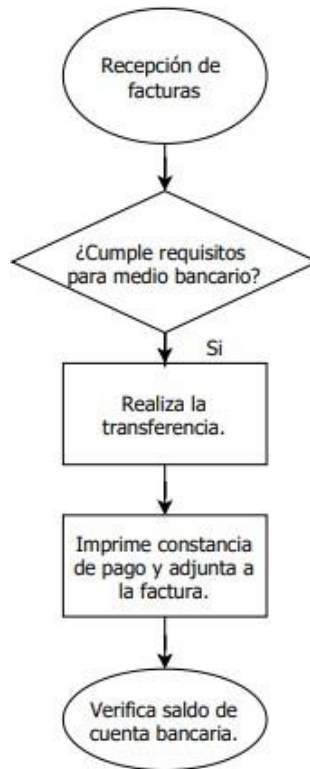 Recepción de
facturas
¿Cumple requisitos
para medio bancario?
Si
Realiza la
transferencia.
Imprime constancia
de pago y adjunta a
la factura.
Verifica saldo de
cuenta bancaria.